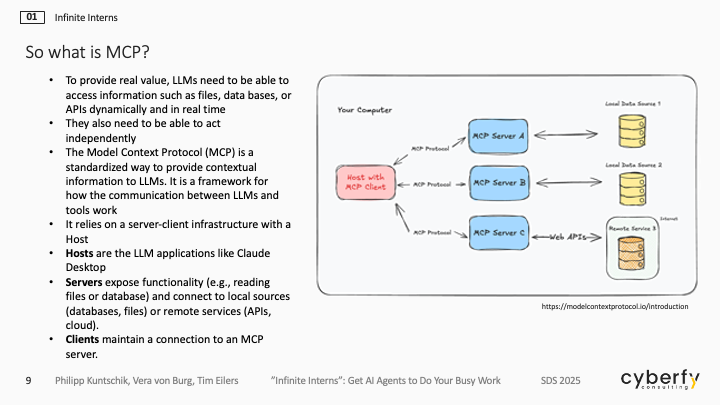 01 Infinite Interns
So what is MCP?
• To provide real value, LLMs need to be able to
access information such as files, data bases, or
APIs dynamically and in real time
• They also need to be able to act
independently
• The Model Context Protocol (MCP) is a
standardized way to provide contextual
information to LLMs. It is a framework for
how the communication between LLMs and
tools work
• It relies on a server-client infrastructure with a
Host
• Hosts are the LLM applications like Claude
Desktop
• Servers expose functionality (e.g., reading
files or database) and connect to local sources
(databases, files) or remote services (APIs,
cloud).
• Clients maintain a connection to an MCP
server.
Your Computer
Host with
MCP Client
MCP Protocol
MCP Protocol
MCP Protocol
MCP Server A
MCP Server B
MCP Server C
Web APIs
Local Data Source 1
Local Data Source 2
Internet
Remote Service 3
https://modelcontextprotocol.io/introduction
9 Philipp Kuntschik, Vera von Burg, Tim Eilers ”Infinite Interns”: Get AI Agents to Do Your Busy Work SDS 2025
cyberfy
consulting